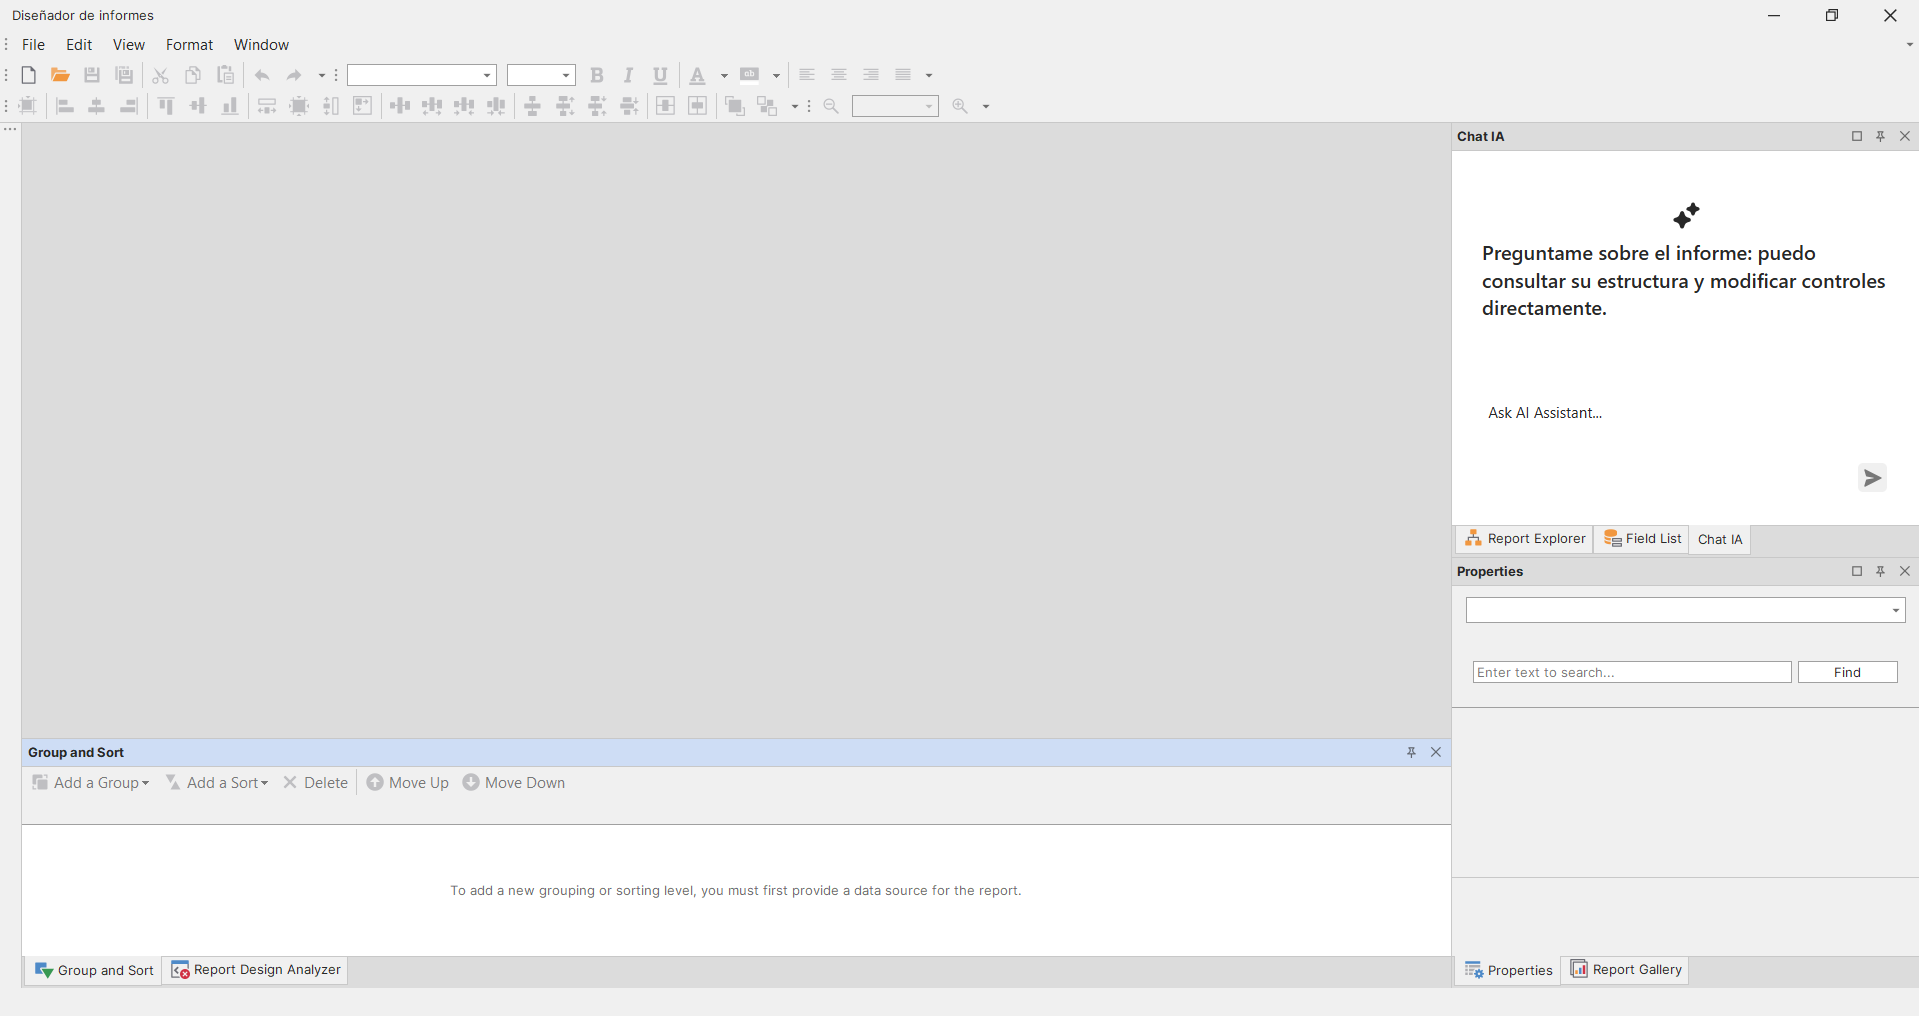 Diseñador de informes
File Edit View Format Window
Chat IA
Preguntame sobre el informe: puedo
consultar su estructura y modificar controles
directamente.
Ask AI Assistant...
Report Explorer Field List Chat IA
Properties
Enter text to search... Find
Group and Sort
Add a Group Add a Sort Delete Move Up Move Down
To add a new grouping or sorting level, you must first provide a data source for the report.
Group and Sort Report Design Analyzer
Properties Report Gallery